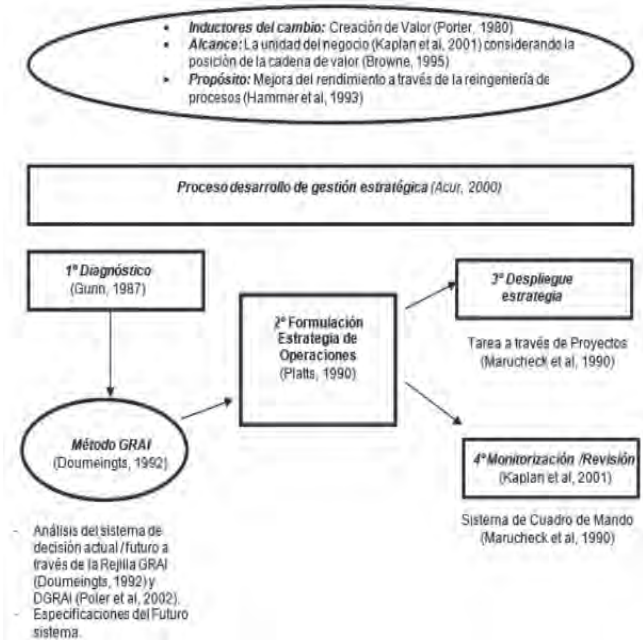 • Inductores del cambio: Creación de Valor (Porter, 1980)
• Alcance: La unidad del negocio (Kaplan et al, 2001) considerando la
posición de la cadena de valor (Browne, 1995)
• Propósito: Mejora del rendimiento a través de la reingeniería de
procesos (Hammer et al, 1993)
Proceso desarrollo de gestión estratégica (Acur, 2000)
1º Diagnóstico
(Gunn, 1987)
2º Formulación
Estrategia de
Operaciones
(Platts, 1990)
3º Despliegue
estrategia
Tarea a través de Proyectos
(Marucheck et al, 1990)
Método GRAI
(Doumeingts, 1992)
4º Monitorización /Revisión
(Kaplan et al, 2001)
Sistema de Cuadro de Mando
(Marucheck et al, 1990)
- Análisis del sistema de
decisión actual/futuro a
través de la Rejilla GRAI
(Doumeingts, 1992) y
DGRAI (Poler et al, 2002).
- Especificaciones del Futuro
sistema.